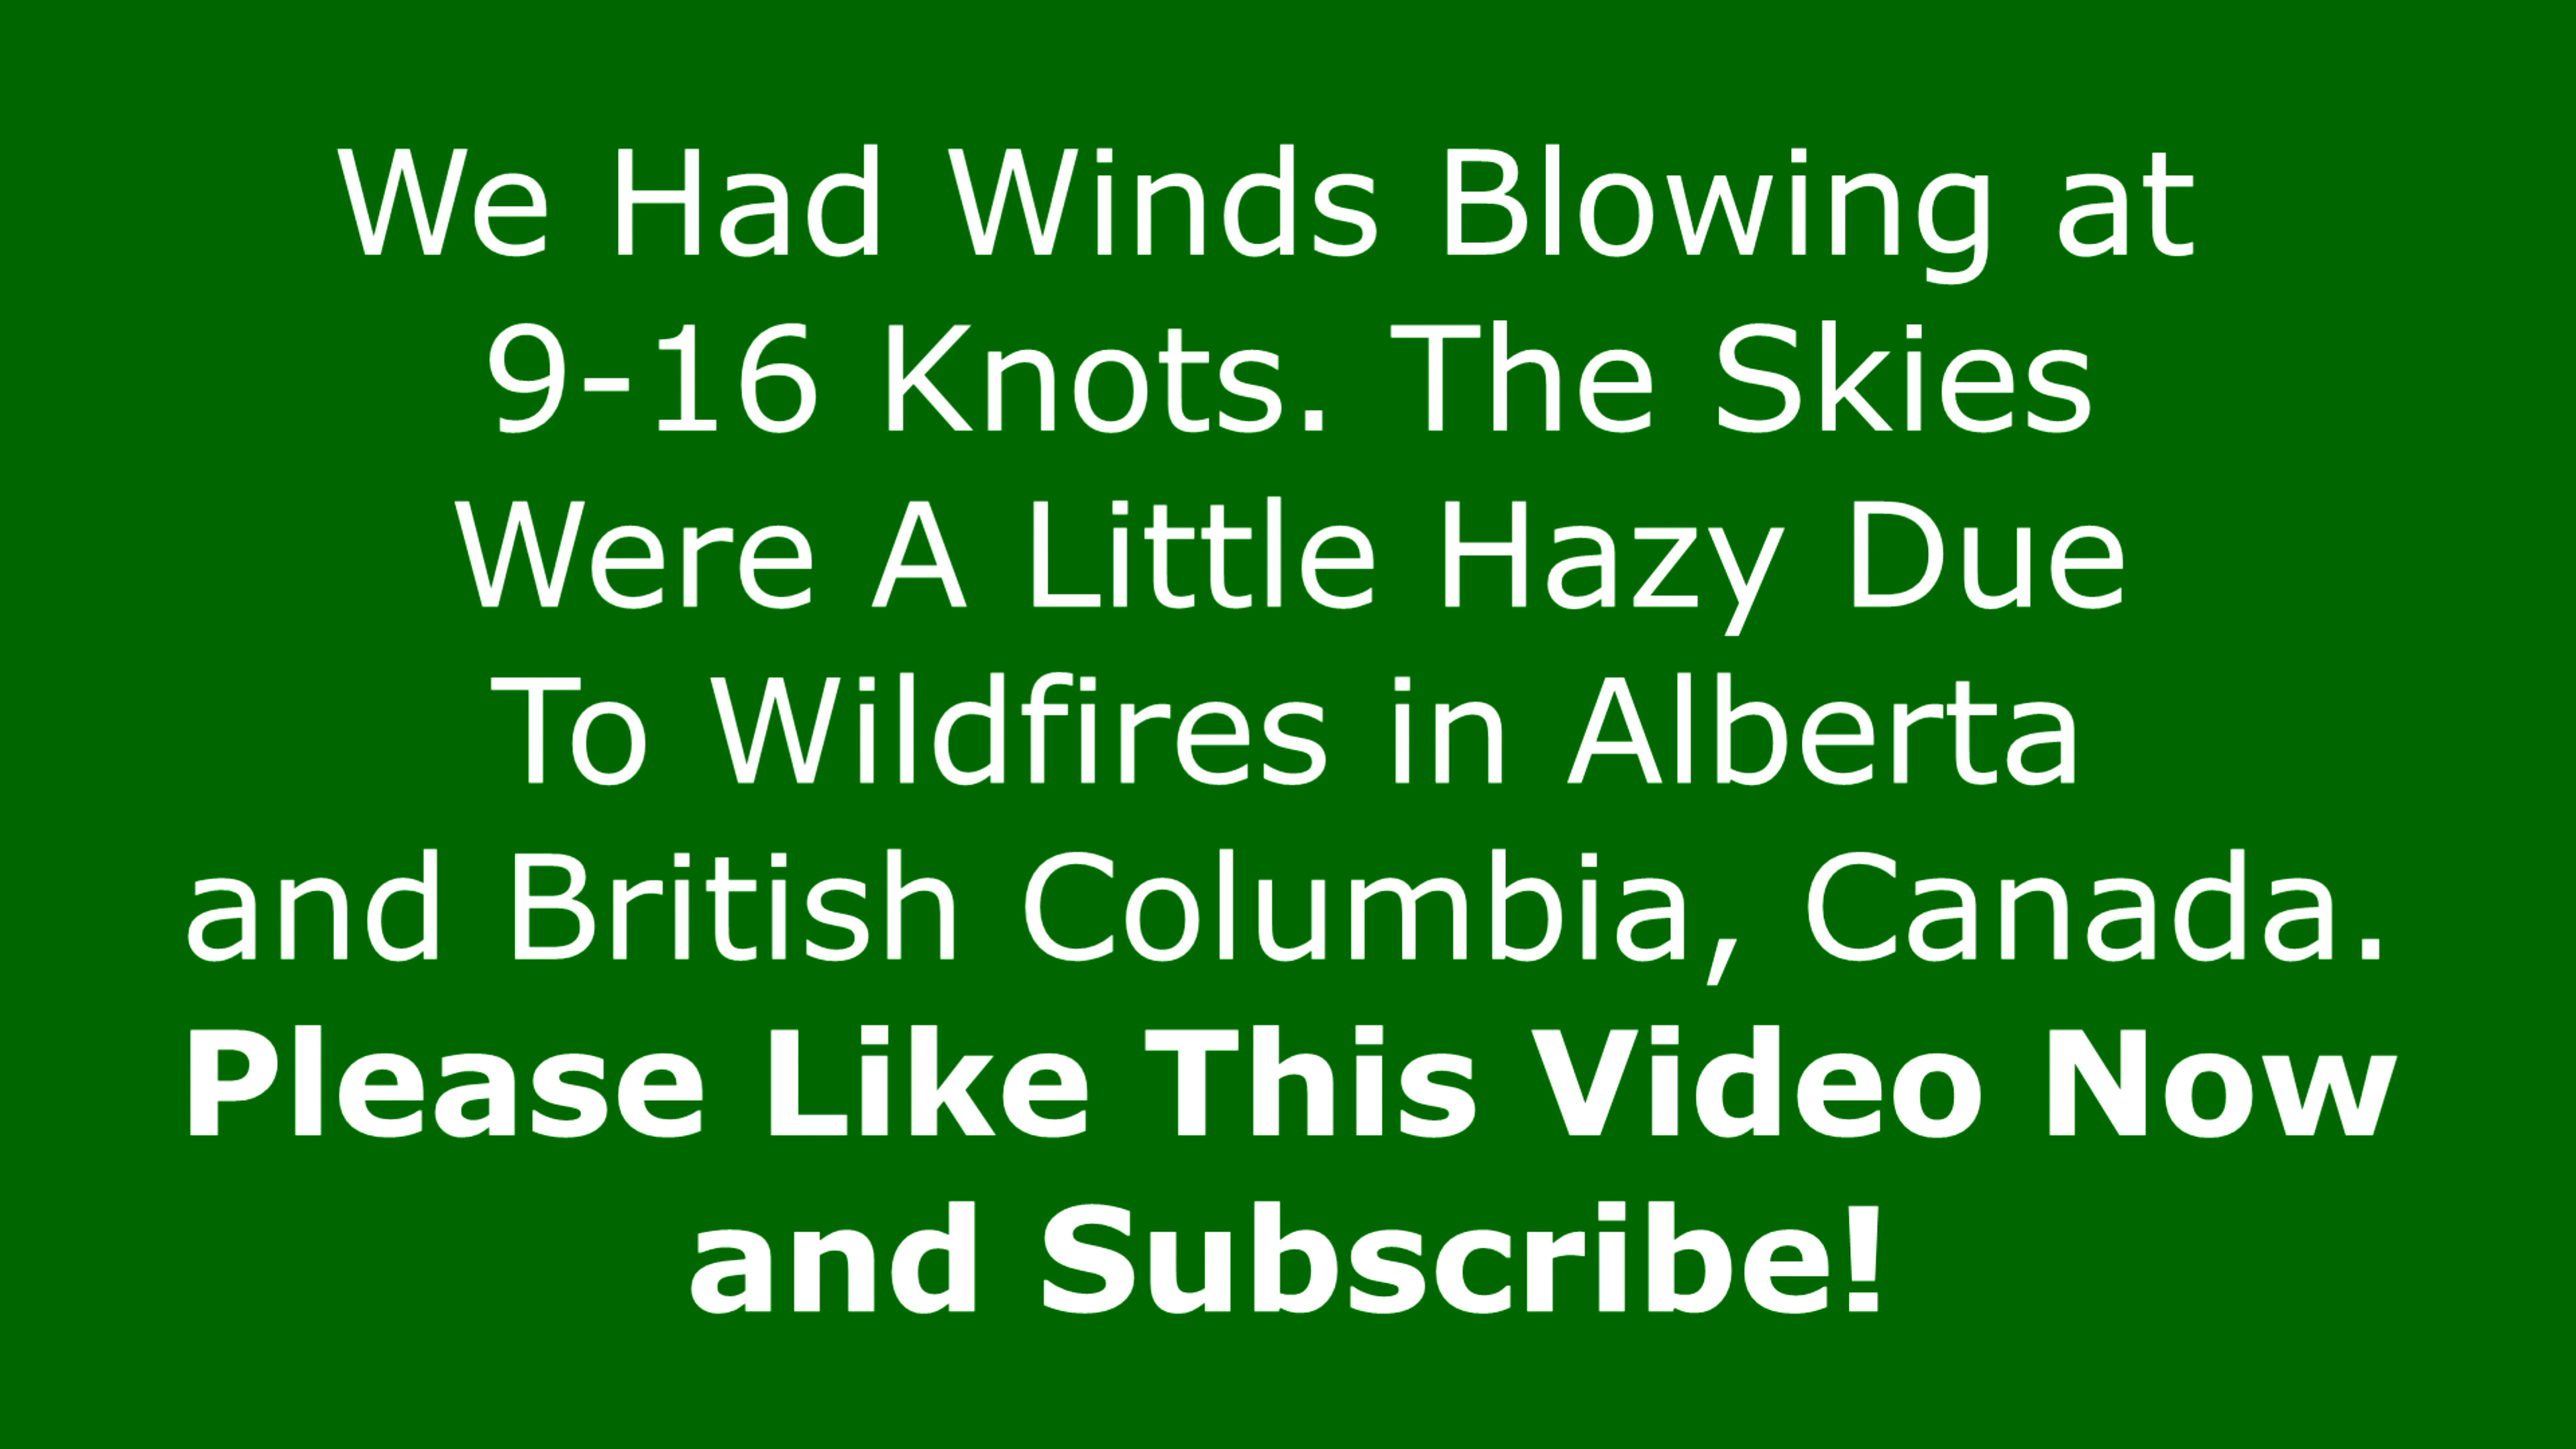 We Had Winds Blowing at
9-16 Knots. The Skies
Were A Little Hazy Due
To Wildfires in Alberta
and British Columbia, Canada.
Please Like This Video Now
and Subscribe!